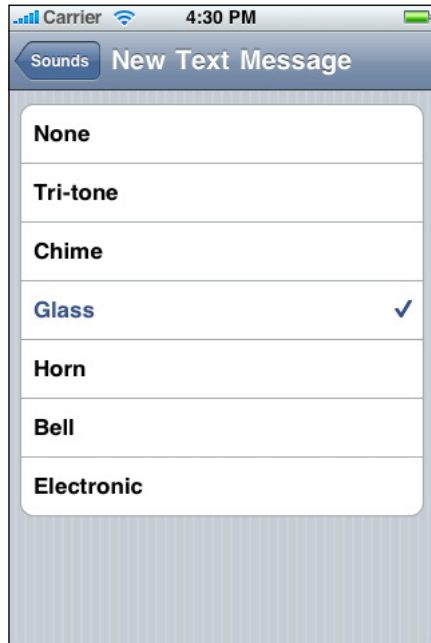 Carrier 4:30 PM
Sounds New Text Message
None
Tri-tone
Chime
Glass
Horn
Bell
Electronic